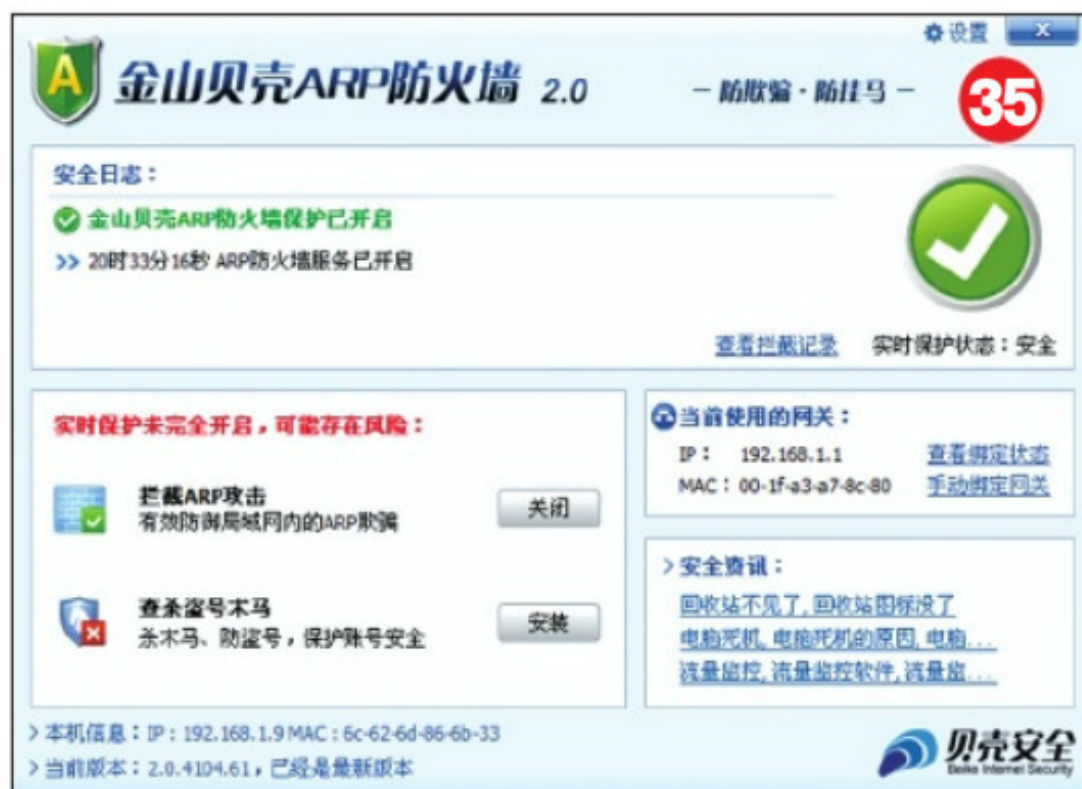 设置
金山贝壳ARP防火墙 2.0 — 防欺骗·防挂马 —
35
安全日志：
金山贝壳ARP防火墙保护已开启
>> 20时33分16秒 ARP防火墙服务已开启
查看拦截记录 实时保护状态：安全
实时保护未完全开启，可能存在风险：
拦截ARP攻击
有效防御局域网内的ARP欺骗
关闭
查杀盗号木马
杀木马、防盗号，保护账号安全
安装
当前使用的网关：
IP： 192.168.1.1 查看绑定状态
MAC：00-1f-a3-a7-8c-80 手动绑定网关
> 安全资讯：
回收站不见了,回收站图标没了
电脑死机,电脑死机的原因,电脑...
流量监控,流量监控软件,流量监...
> 本机信息：IP：192.168.1.9 MAC：6c-62-6d-86-6b-33
> 当前版本：2.0.4104.61，已经是最新版本
贝壳安全
Beike Internet Security